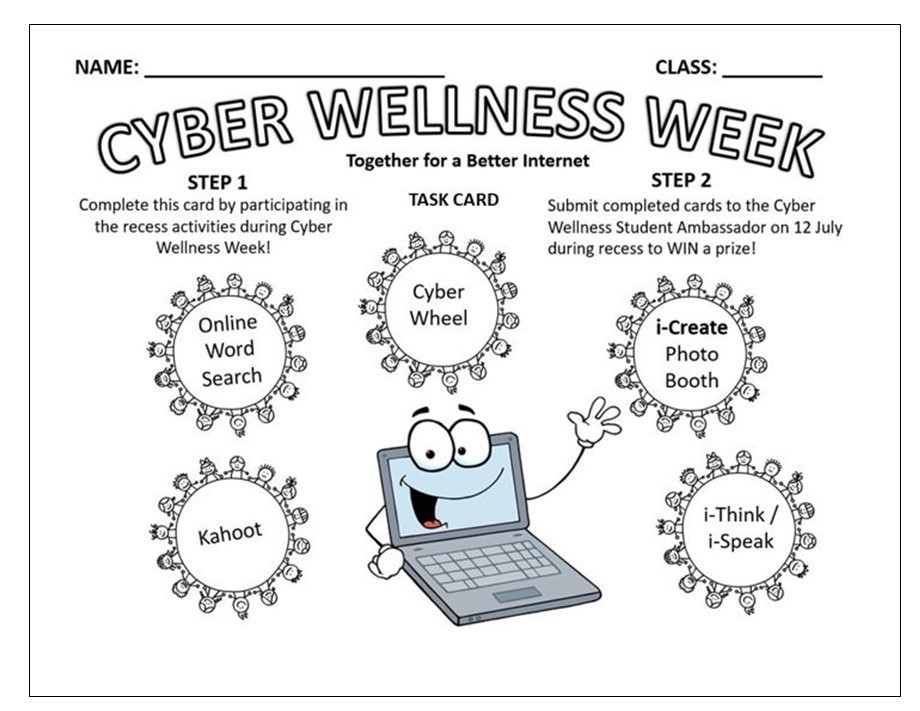 NAME: ______________________________ CLASS: __________
CYBER WELLNESS WEEK
Together for a Better Internet
STEP 1
Complete this card by participating in
the recess activities during Cyber
Wellness Week!
TASK CARD
STEP 2
Submit completed cards to the Cyber
Wellness Student Ambassador on 12 July
during recess to WIN a prize!
Online
Word
Search
Cyber
Wheel
i-Create
Photo
Booth
Kahoot
i-Think /
i-Speak